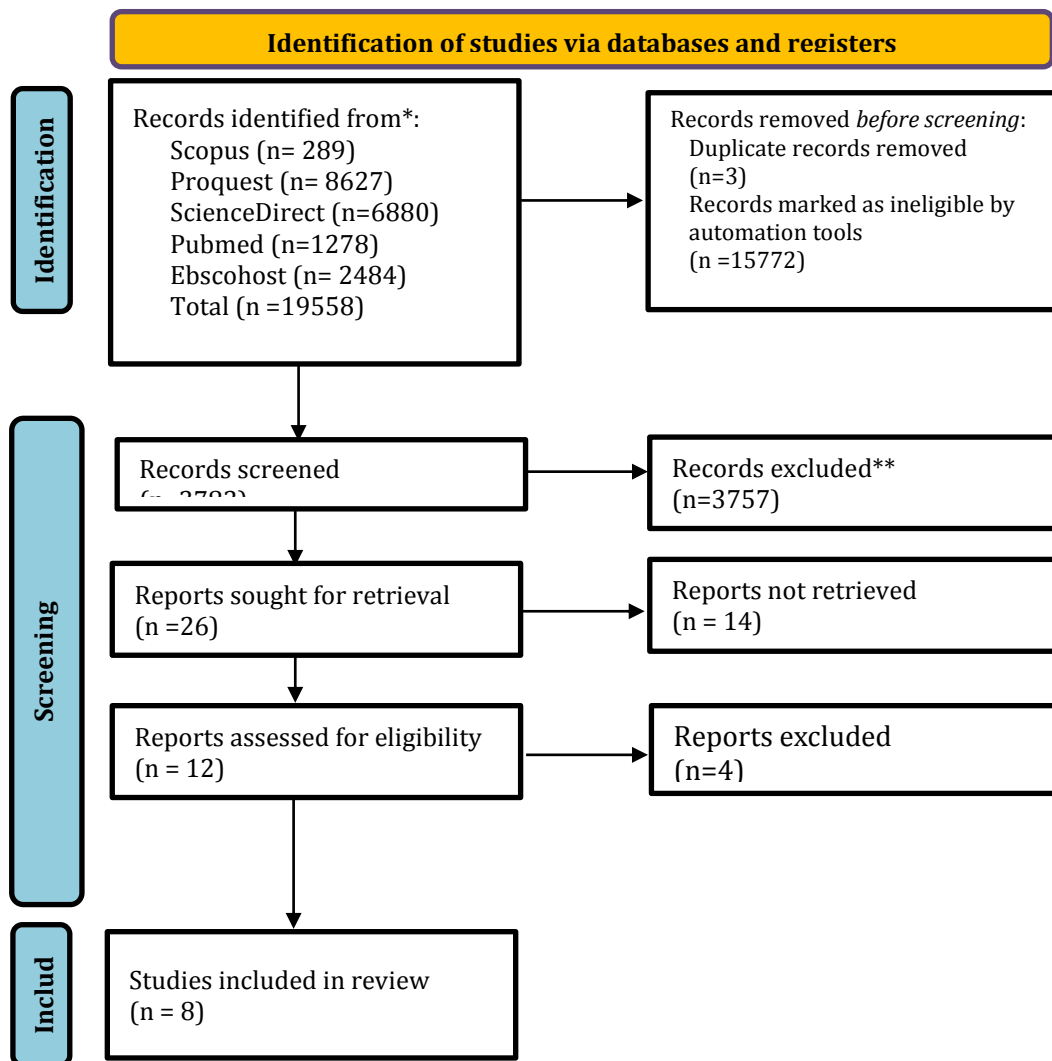 Identification of studies via databases and registers
Identification
Records identified from*:
Scopus (n= 289)
Proquest (n= 8627)
ScienceDirect (n=6880)
Pubmed (n=1278)
Ebscohost (n= 2484)
Total (n =19558)
Records removed before screening:
Duplicate records removed
(n=3)
Records marked as ineligible by
automation tools
(n =15772)
Screening
Records screened
Records excluded**
(n=3757)
Reports sought for retrieval
(n =26)
Reports not retrieved
(n = 14)
Reports assessed for eligibility
(n = 12)
Reports excluded
(n=4)
Includ
Studies included in review
(n = 8)